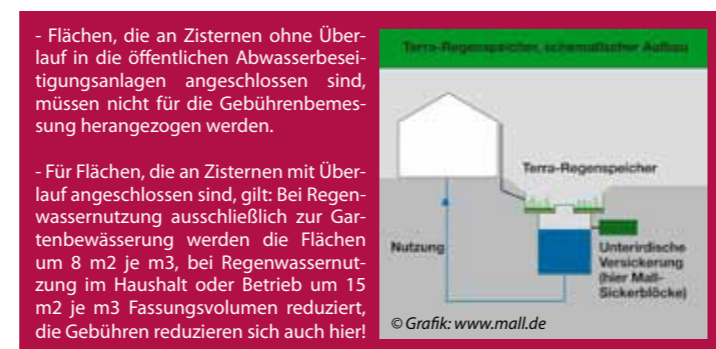 - Flächen, die an Zisternen ohne Über-
lauf in die öffentlichen Abwasserbesei-
tigungsanlagen angeschlossen sind,
müssen nicht für die Gebührenbemes-
sung herangezogen werden.
- Für Flächen, die an Zisternen mit Über-
lauf angeschlossen sind, gilt: Bei Regen-
wassernutzung ausschließlich zur Gar-
tenbewässerung werden die Flächen
um 8 m2 je m3, bei Regenwassernut-
zung im Haushalt oder Betrieb um 15
m2 je m3 Fassungsvolumen reduziert,
die Gebühren reduzieren sich auch hier!
Terra-Regenspeicher, schematischer Aufbau
Terra-Regenspeicher
Nutzung
Unterirdische
Versickerung
(hier Mall-
Sickerblöcke)
© Grafik: www.mall.de